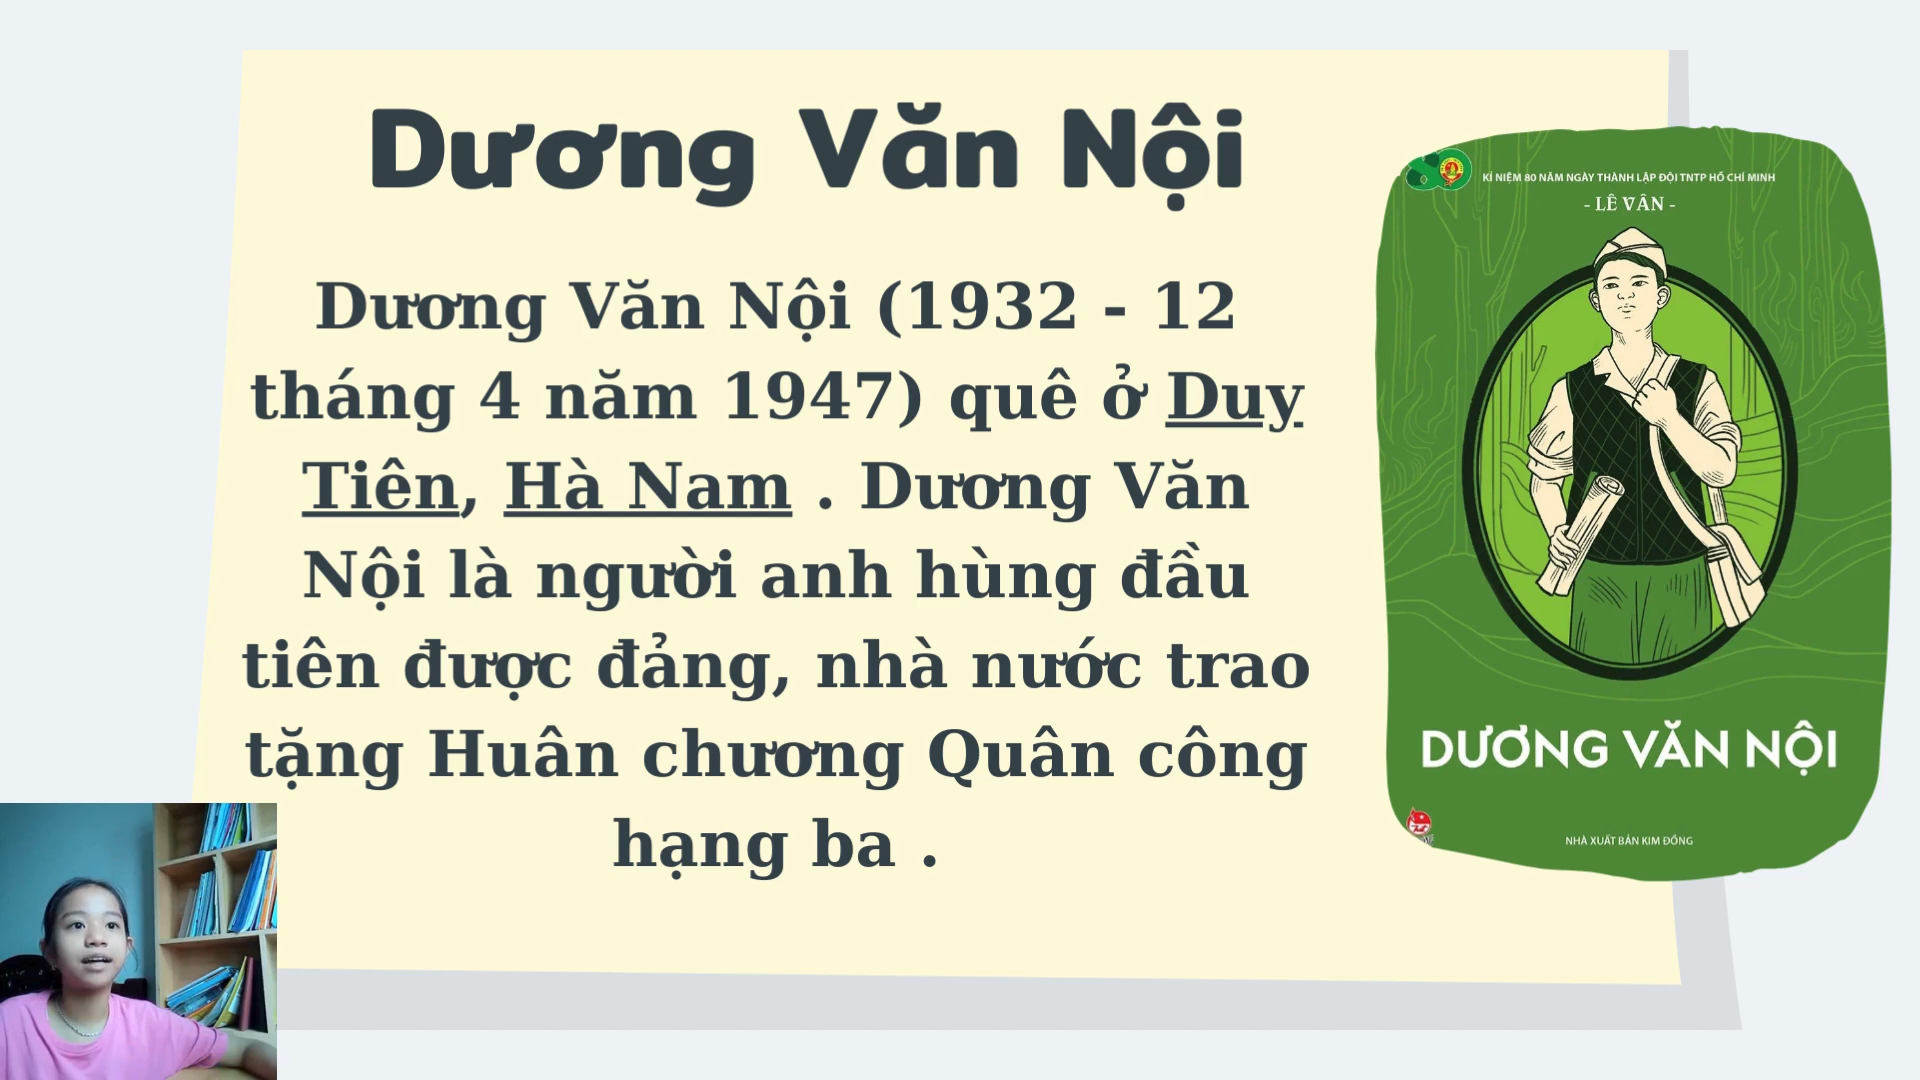 Dương Văn Nội
Dương Văn Nội (1932 - 12
tháng 4 năm 1947) quê ở Duy
Tiên, Hà Nam . Dương Văn
Nội là người anh hùng đầu
tiên được đảng, nhà nước trao
tặng Huân chương Quân công
hạng ba .
KỈ NIỆM 80 NĂM NGÀY THÀNH LẬP ĐỘI TNTP HỒ CHÍ MINH
- LÊ VÂN -
DƯƠNG VĂN NỘI
NHÀ XUẤT BẢN KIM ĐỒNG